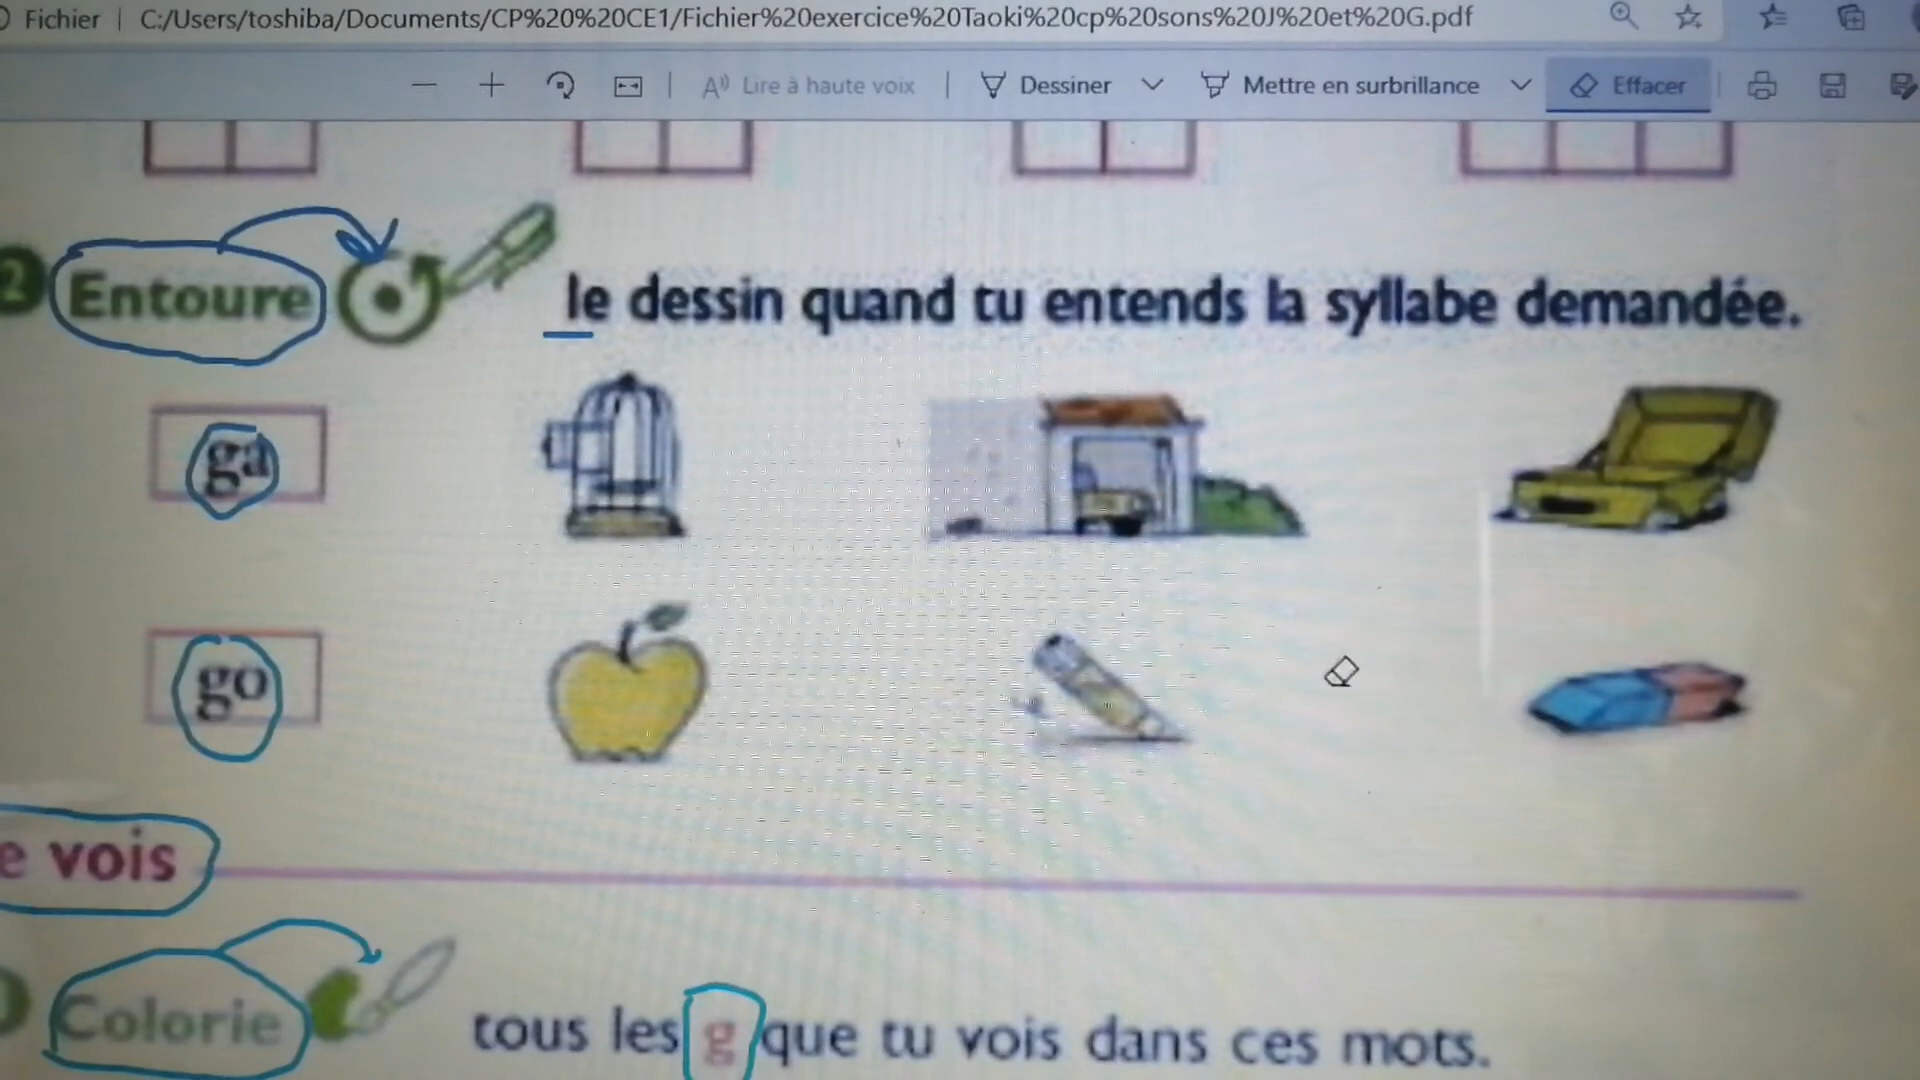 Fichier | C:/Users/toshiba/Documents/CP%20%20CE1/Fichier%20exercice%20Taoki%20cp%20sons%20J%20et%20G.pdf
Lire à haute voix | Dessiner Mettre en surbrillance Effacer
2 Entoure le dessin quand tu entends la syllabe demandée.
ga
go
e vois
Colorie tous les g que tu vois dans ces mots.